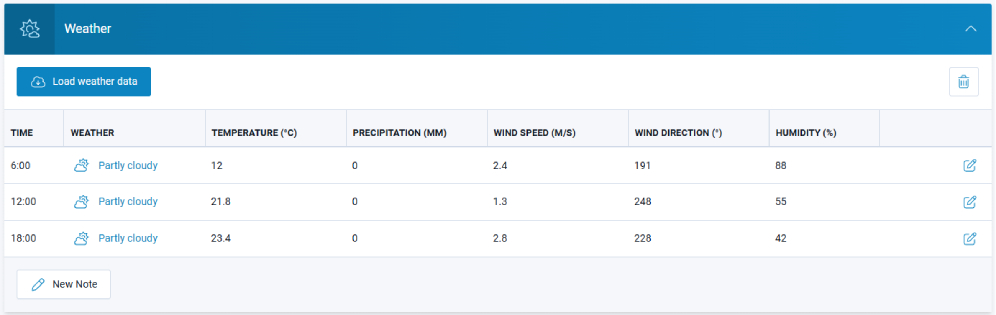 Weather
Load weather data
TIME WEATHER TEMPERATURE (°C) PRECIPITATION (MM) WIND SPEED (M/S) WIND DIRECTION (°) HUMIDITY (%)
6:00 Partly cloudy 12 0 2.4 191 88
12:00 Partly cloudy 21.8 0 1.3 248 55
18:00 Partly cloudy 23.4 0 2.8 228 42
New Note